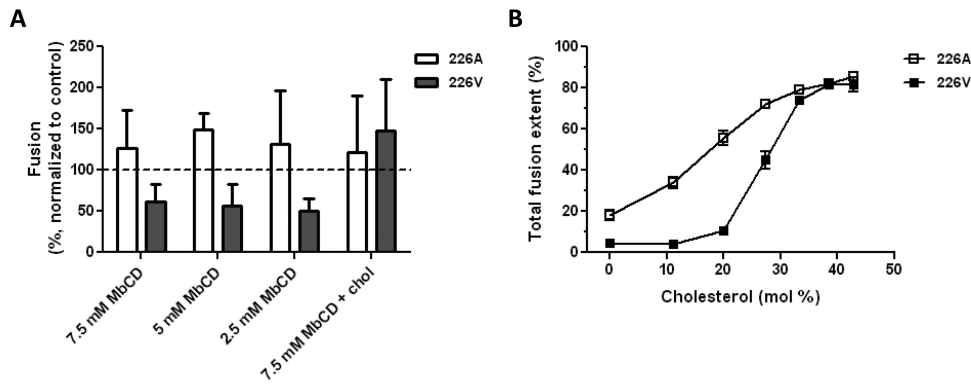 A
Fusion
(%, normalized to control)
250
200
150
100
50
0
226A
226V
7.5 mM MbCD
5 mM MbCD
2.5 mM MbCD
7.5 mM MbCD + chol
B
Total fusion extent (%)
100
80
60
40
20
0
0
10
20
30
40
50
Cholesterol (mol %)
226A
226V